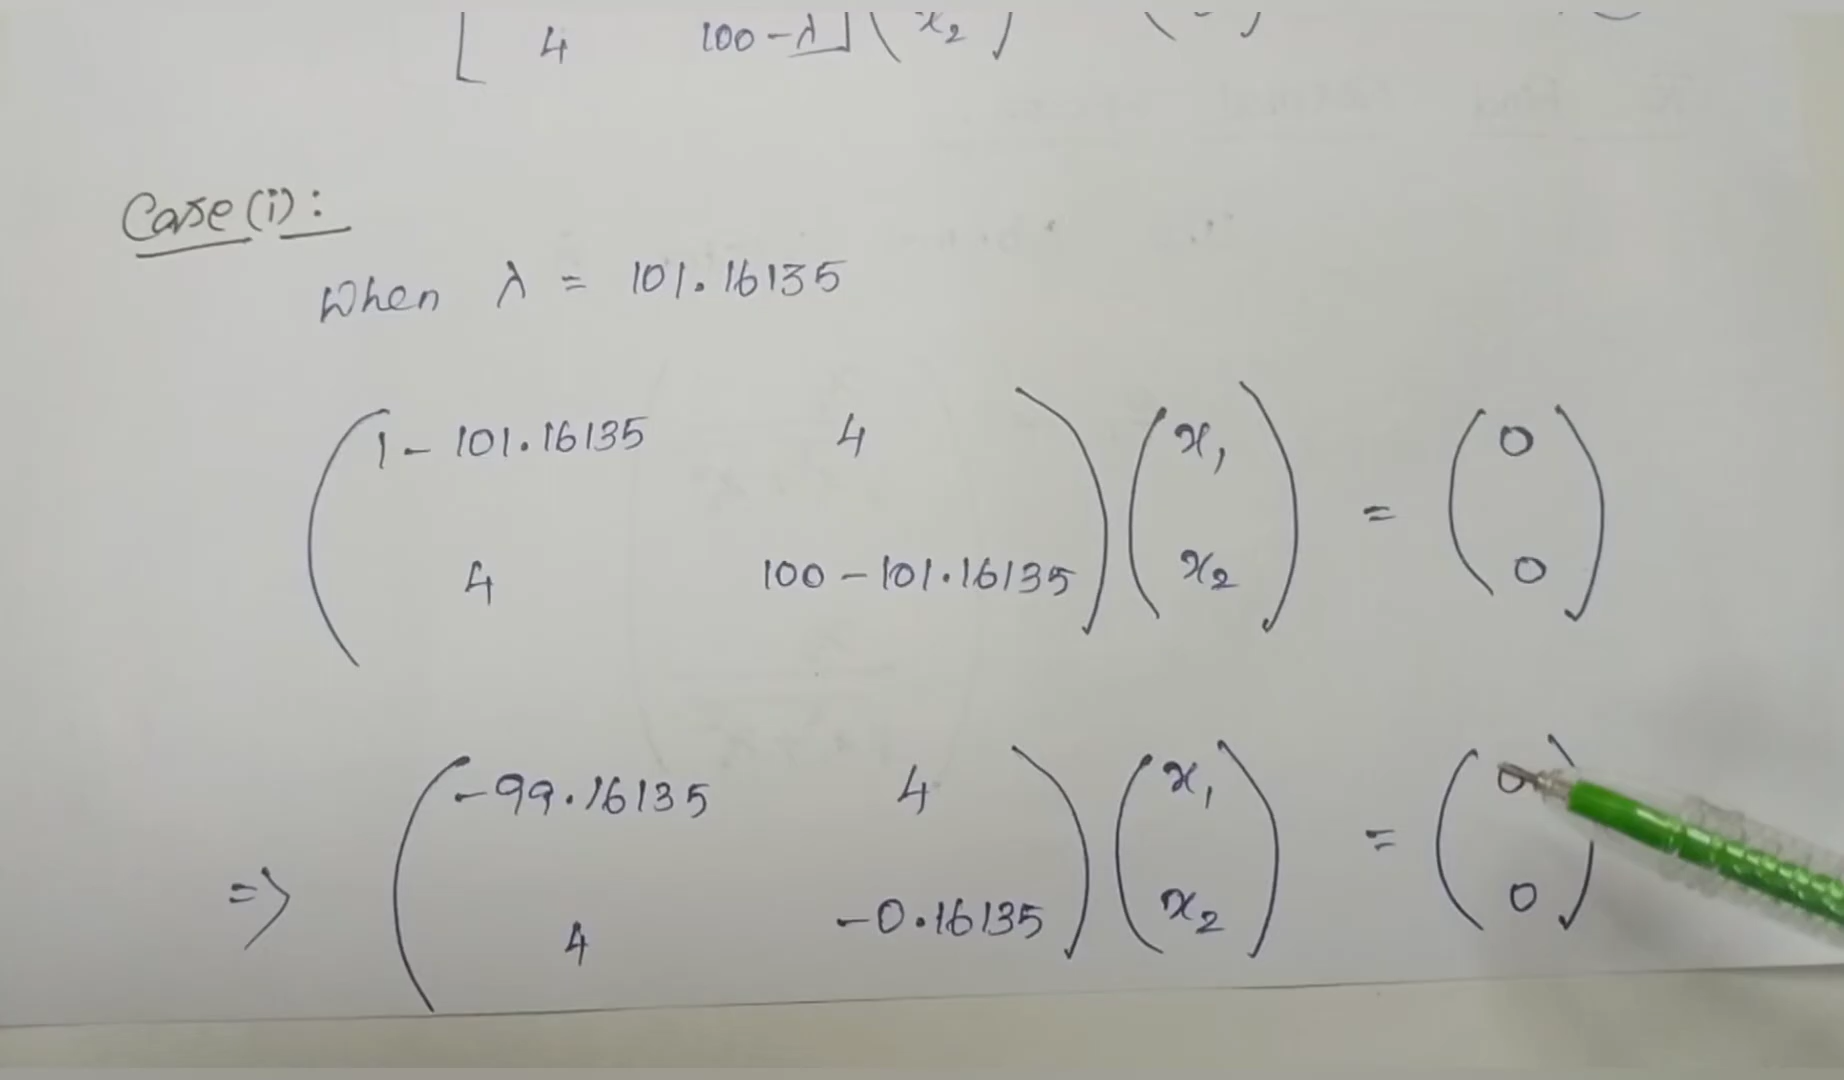 [ 4 100 - λ ] ( x2 ) ( )
Case (i):
When λ = 101.16135
( 1 - 101.16135 4 ) ( x1 ) = ( 0 )
( 4 100 - 101.16135 ) ( x2 ) ( 0 )
=> ( -99.16135 4 ) ( x1 ) = ( 0 )
( 4 -0.16135 ) ( x2 ) ( 0 )